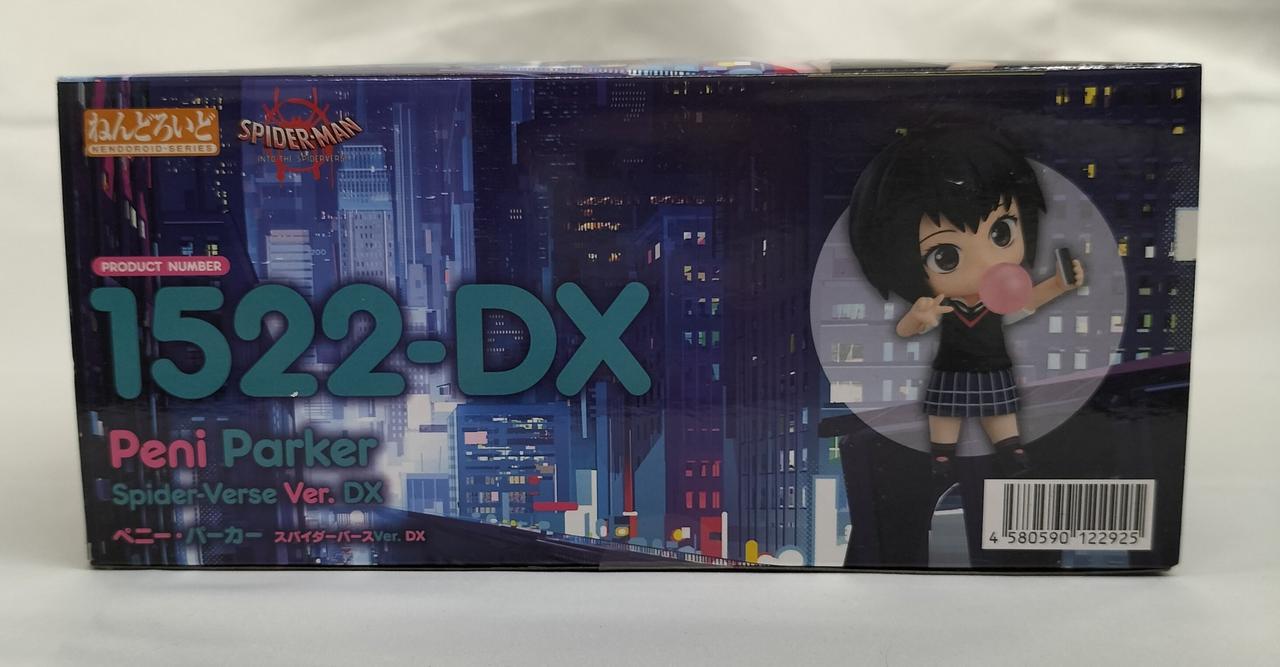 ねんどろいど
NENDOROID-SERIES
SPIDER-MAN
INTO THE SPIDER-VERSE
PRODUCT NUMBER
1522-DX
Peni Parker
Spider-Verse Ver. DX
ペニー・パーカー スパイダーバースVer. DX
4 580590 122925